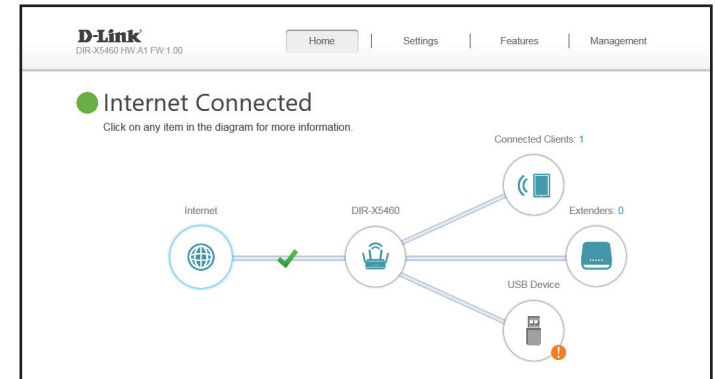 D-Link
DIR-X5460 HW:A1 FW:1.00
Home | Settings | Features | Management
Internet Connected
Click on any item in the diagram for more information.
Connected Clients: 1
Internet
DIR-X5460
Extenders: 0
USB Device